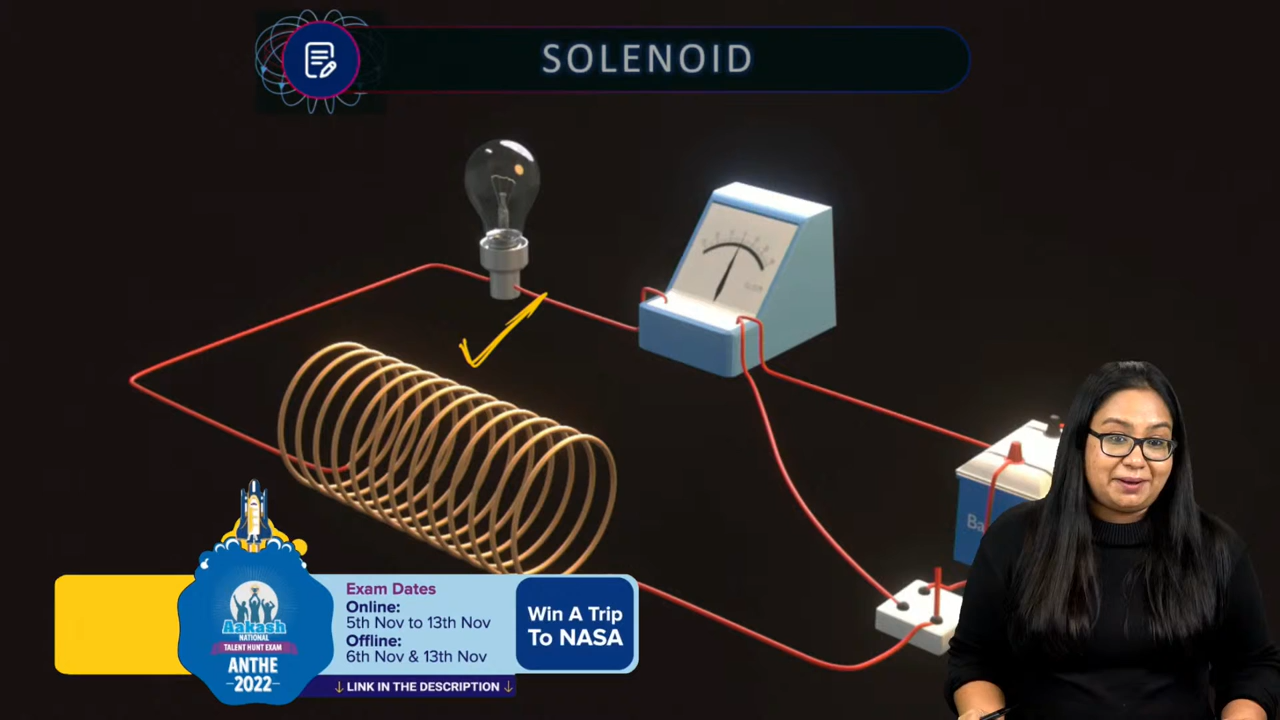 SOLENOID
Ba
Exam Dates
Online:
5th Nov to 13th Nov
Offline:
6th Nov & 13th Nov
Win A Trip
To NASA
Aakash
NATIONAL
TALENT HUNT EXAM
ANTHE
-2022-
↓ LINK IN THE DESCRIPTION ↓